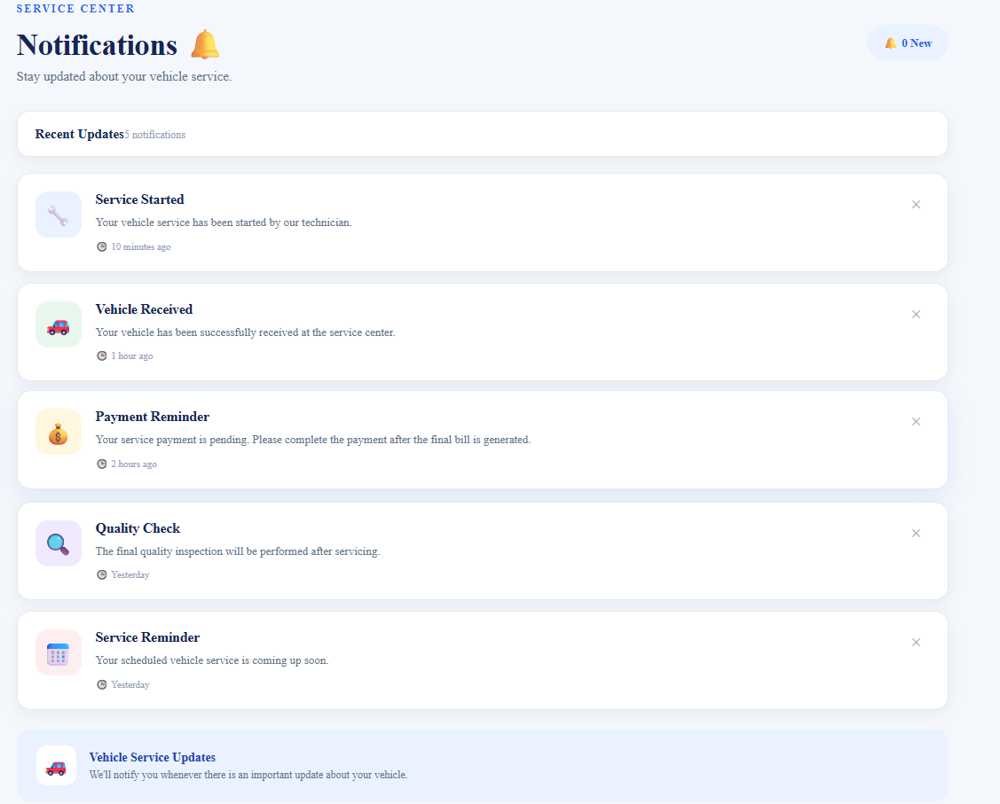 SERVICE CENTER
Notifications
0 New
Stay updated about your vehicle service.
Recent Updates5 notifications
Service Started
Your vehicle service has been started by our technician.
10 minutes ago
Vehicle Received
Your vehicle has been successfully received at the service center.
1 hour ago
Payment Reminder
Your service payment is pending. Please complete the payment after the final bill is generated.
2 hours ago
Quality Check
The final quality inspection will be performed after servicing.
Yesterday
Service Reminder
Your scheduled vehicle service is coming up soon.
Yesterday
Vehicle Service Updates
We'll notify you whenever there is an important update about your vehicle.